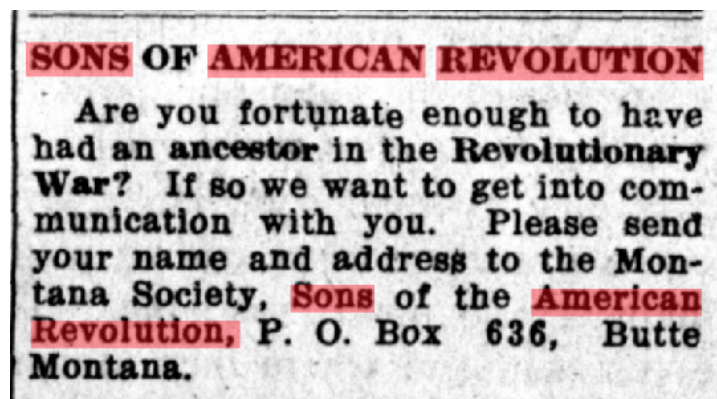 SONS OF AMERICAN REVOLUTION
Are you fortunate enough to have
had an ancestor in the Revolutionary
War? If so we want to get into com-
munication with you. Please send
your name and address to the Mon-
tana Society, Sons of the American
Revolution, P. O. Box 636, Butte
Montana.